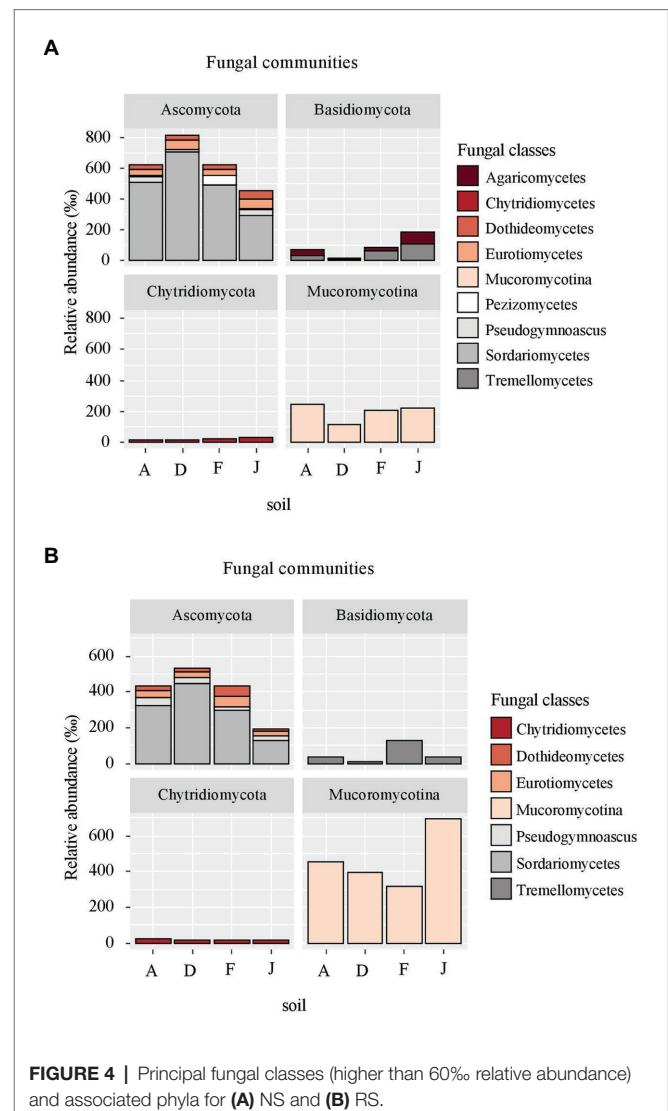 A
Fungal communities
Ascomycota
Basidiomycota
Chytridiomycota
Mucoromycotina
Relative abundance (‰)
800
600
400
200
0
800
600
400
200
0
A D F J A D F J
soil
Fungal classes
Agaricomycetes
Chytridiomycetes
Dothideomycetes
Eurotiomycetes
Mucoromycotina
Pezizomycetes
Pseudogymnoascus
Sordariomycetes
Tremellomycetes
B
Fungal communities
Ascomycota
Basidiomycota
Chytridiomycota
Mucoromycotina
Relative abundance (‰)
600
400
200
0
600
400
200
0
A D F J A D F J
soil
Fungal classes
Chytridiomycetes
Dothideomycetes
Eurotiomycetes
Mucoromycotina
Pseudogymnoascus
Sordariomycetes
Tremellomycetes
FIGURE 4 | Principal fungal classes (higher than 60‰ relative abundance)
and associated phyla for (A) NS and (B) RS.